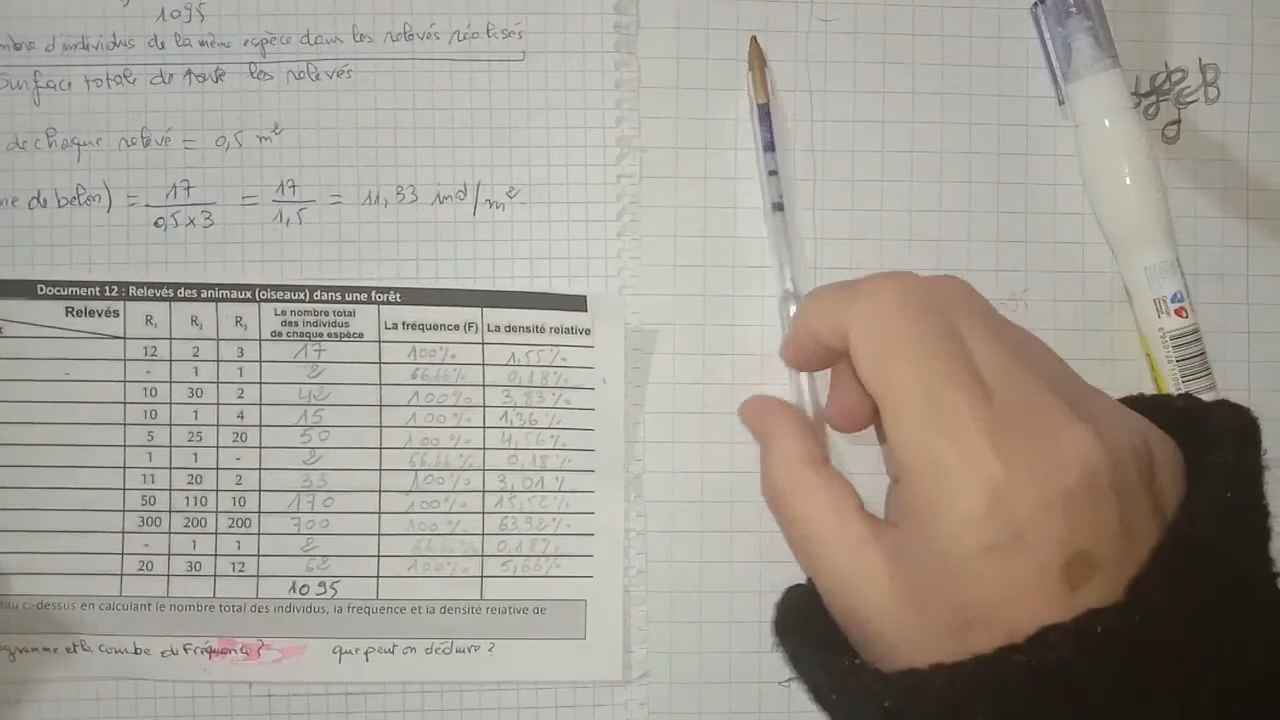 1095
mbre d'individus de la même espèce dans les relevés réalisés
Surface total de toute les relevés
de chaque relevé = 0,5 m²
ne de belon) = 17 / 0,5 x 3 = 17 / 1,5 = 11,33 ind/m²
Document 12 : Relevés des animaux (oiseaux) dans une forêt
Relevés R₁ R₂ R₃ Le nombre total des individus de chaque espèce La fréquence (F) La densité relative
12 2 3 17 100% 1,55%
- - 1 1 2 66,66% 0,18%
10 30 2 42 100% 3,83%
10 1 4 15 100% 1,36%
5 25 20 50 100% 4,56%
1 1 - 2 66,66% 0,18%
11 20 2 33 100% 3,01%
50 110 10 170 100% 15,52%
300 200 200 700 100% 63,92%
- 1 1 2 66,66% 0,18%
20 30 12 62 100% 5,66%
1095
au ci-dessus en calculant le nombre total des individus, la fréquence et la densité relative de
gramme et la courbe de Fréquence ? que peut on déduire ?